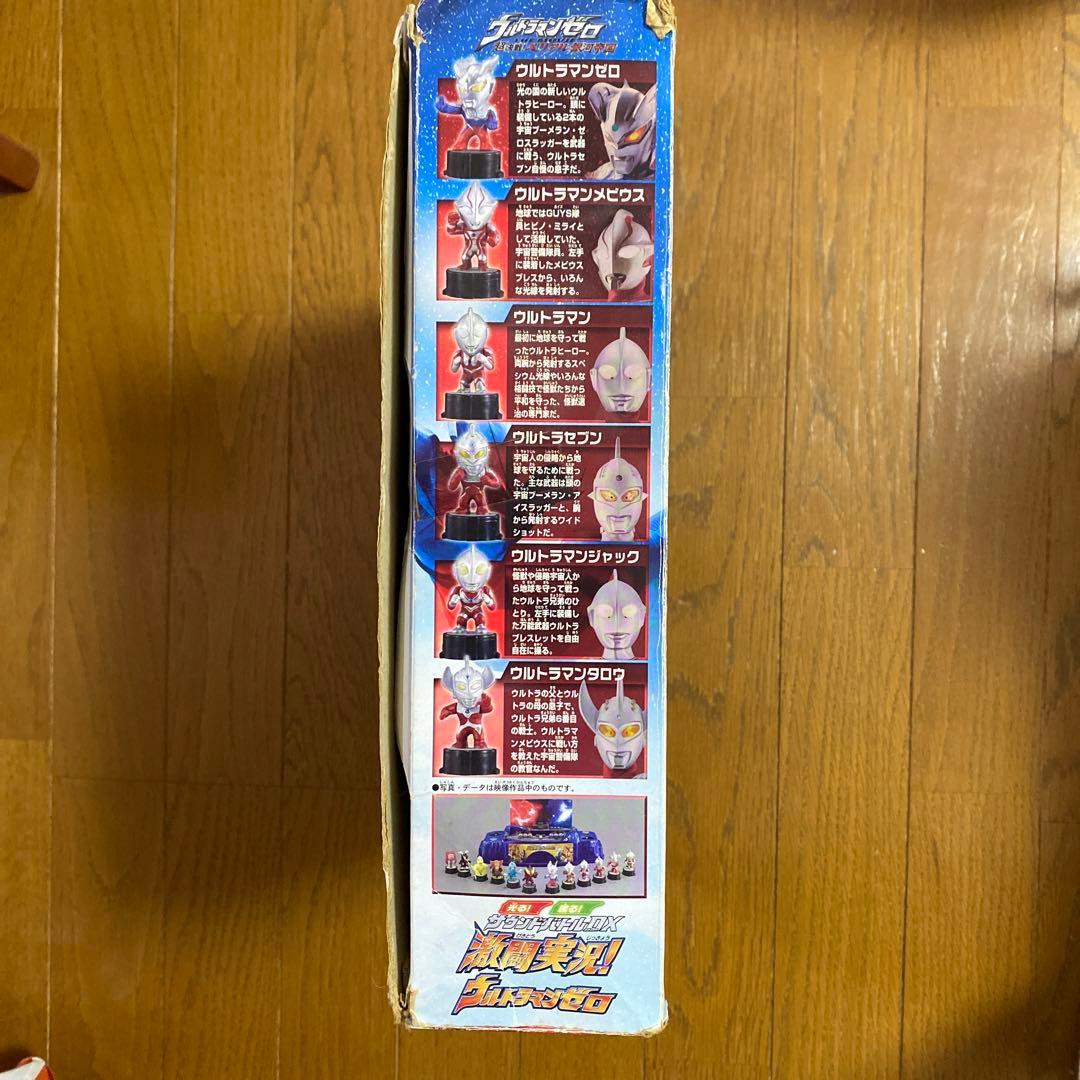 ウルトラマンゼロ
THE MOVIE
超決戦!ベリアル銀河帝国
ウルトラマンゼロ
光の国の新しいウル
トラヒーロー。頭に
装備している2本の
宇宙ブーメラン・ゼ
ロスラッガーを武器
に戦う、ウルトラセ
ブン自慢の息子だ。
ウルトラマンメビウス
地球ではGUYS隊
員ヒビノ・ミライと
して活躍していた、
宇宙警備隊員。左手
に装着したメビウス
ブレスから、いろん
な光線を発射する。
ウルトラマン
最初に地球を守って戦
ったウルトラヒーロー。
両腕から発射するスペ
シウム光線やいろんな
格闘技で怪獣たちから
平和を守った、怪獣退
治の専門家だ。
ウルトラセブン
宇宙人の侵略から地
球を守るために戦っ
た。主な武器は頭の
宇宙ブーメラン・ア
イスラッガーと、腕
から発射するワイド
ショットだ。
ウルトラマンジャック
怪獣や侵略宇宙人か
ら地球を守って戦っ
たウルトラ兄弟のひ
とり。左手に装備し
た万能武器ウルトラ
ブレスレットを自由
自在に操る。
ウルトラマンタロウ
ウルトラの父とウル
トラの母の息子で、
ウルトラ兄弟6番目
の戦士。ウルトラマ
ンメビウスに戦い方
を教えた宇宙警備隊
の教官なんだ。
●写真・データは映像作品中のものです。
光る! 鳴る!
サウンドバトルDX
激闘実況!
ウルトラマンゼロ